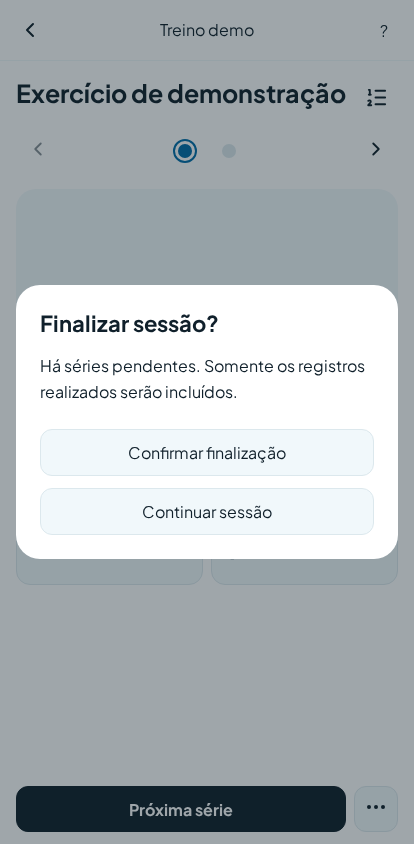 Treino demo
?
Exercício de demonstração
Finalizar sessão?
Há séries pendentes. Somente os registros
realizados serão incluídos.
Confirmar finalização
Continuar sessão
Próxima série